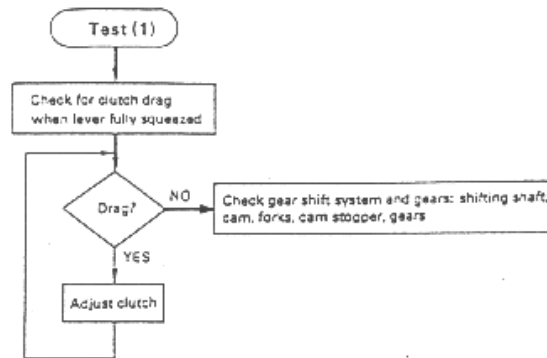 Test (1)
Check for clutch drag
when lever fully squeezed
Drag?
NO
Check gear shift system and gears: shifting shaft,
cam, forks, cam stopper, gears
YES
Adjust clutch